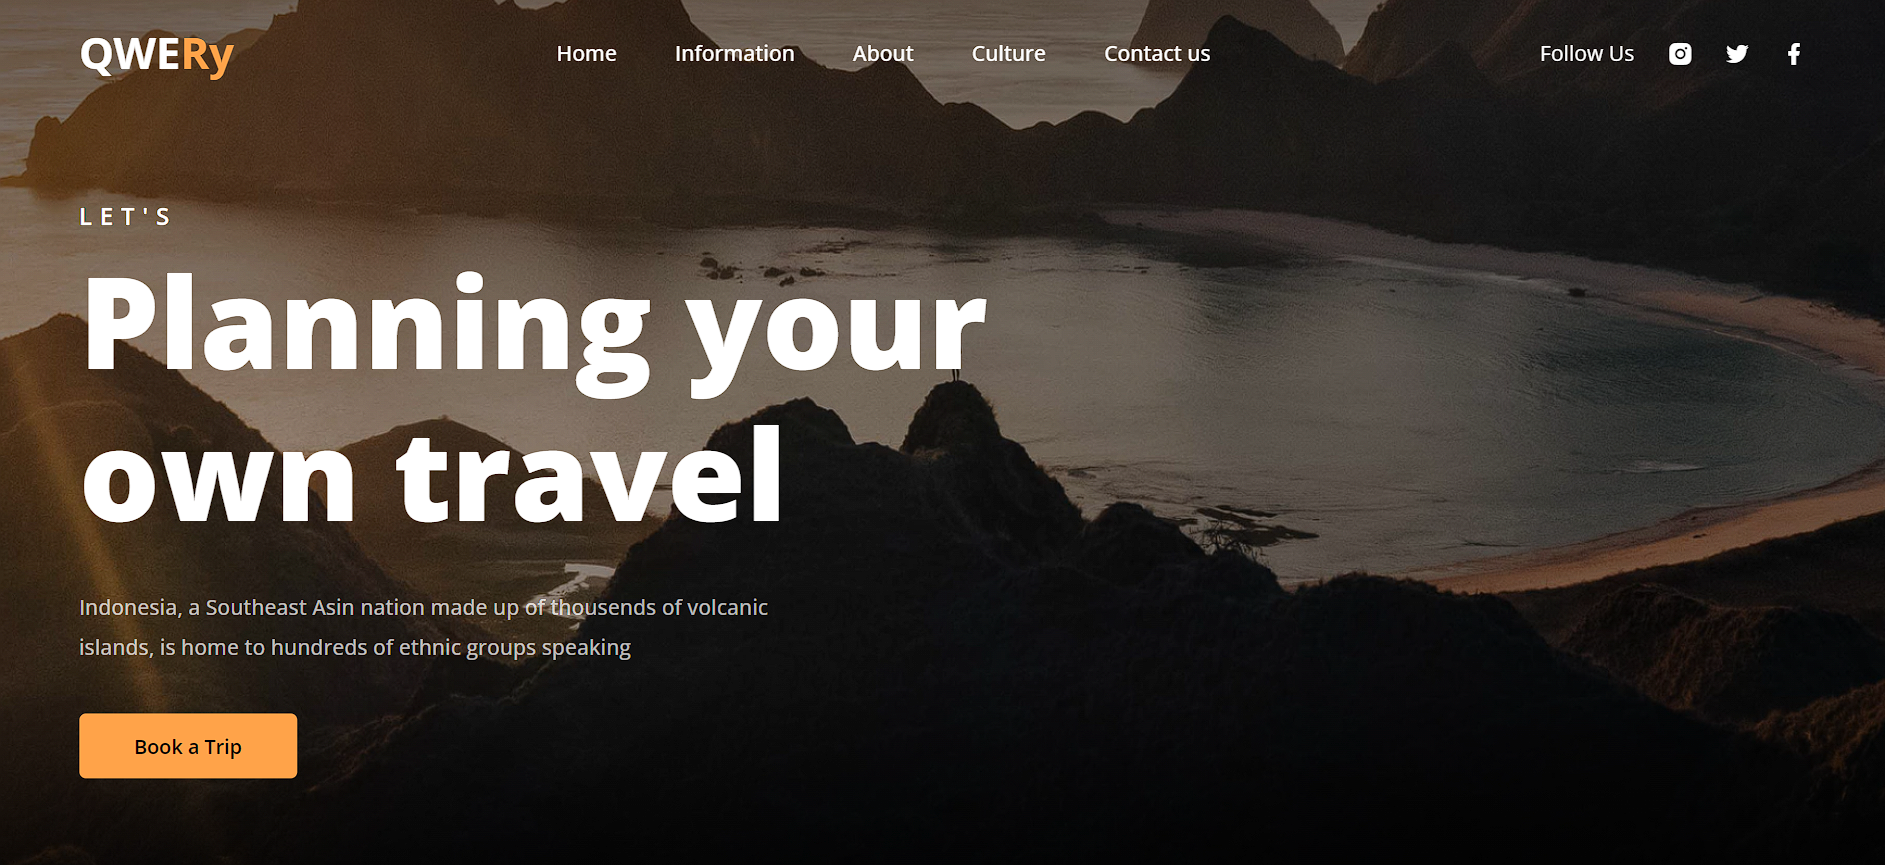 QWERy
Home Information About Culture Contact us
Follow Us
LET'S
Planning your
own travel
Indonesia, a Southeast Asin nation made up of thousends of volcanic
islands, is home to hundreds of ethnic groups speaking
Book a Trip